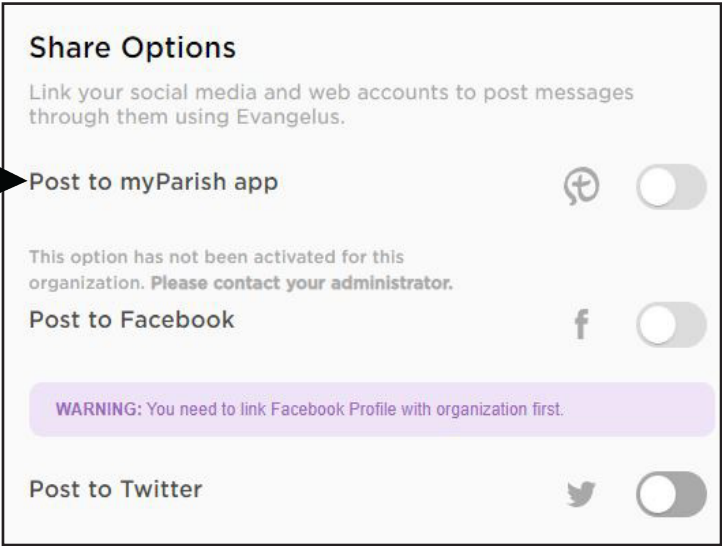 Share Options
Link your social media and web accounts to post messages
through them using Evangelus.
Post to myParish app
This option has not been activated for this
organization. Please contact your administrator.
Post to Facebook
f
WARNING: You need to link Facebook Profile with organization first.
Post to Twitter